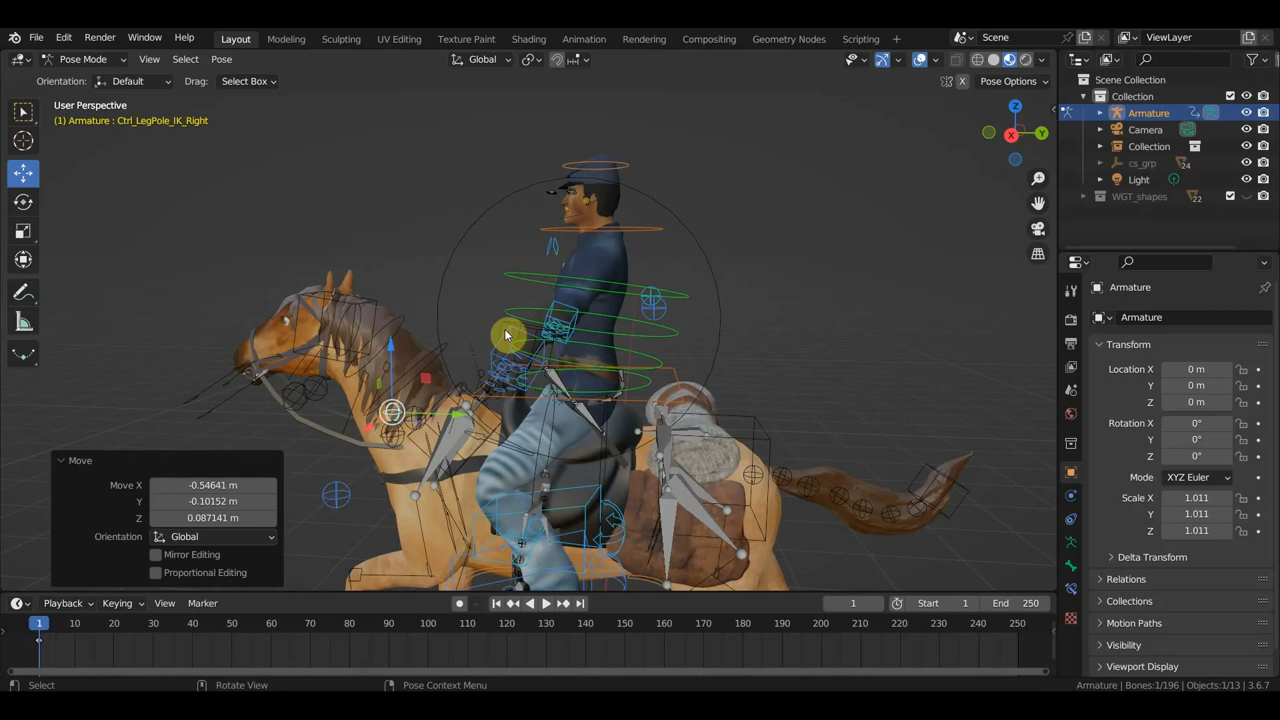 File Edit Render Window Help Layout Modeling Sculpting UV Editing Texture Paint Shading Animation Rendering Compositing Geometry Nodes Scripting + Scene ViewLayer
Pose Mode View Select Pose Global
Orientation: Default Drag: Select Box X Pose Options
User Perspective
(1) Armature : Ctrl_LegPole_IK_Right
Z
Y
X
Move
Move X -0.54641 m
Y -0.10152 m
Z 0.087141 m
Orientation Global
Mirror Editing
Proportional Editing
Scene Collection
Collection
Armature
Camera
Collection
cs_grp 24
Light
WGT_shapes 22
Armature
Armature
Transform
Location X 0 m
Y 0 m
Z 0 m
Rotation X 0°
Y 0°
Z 0°
Mode XYZ Euler
Scale X 1.011
Y 1.011
Z 1.011
Delta Transform
Relations
Collections
Motion Paths
Visibility
Viewport Display
Playback Keying View Marker 1 Start 1 End 250
1 10 20 30 40 50 60 70 80 90 100 110 120 130 140 150 160 170 180 190 200 210 220 230 240 250
Select Rotate View Pose Context Menu Armature | Bones:1/196 | Objects:1/13 | 3.6.7